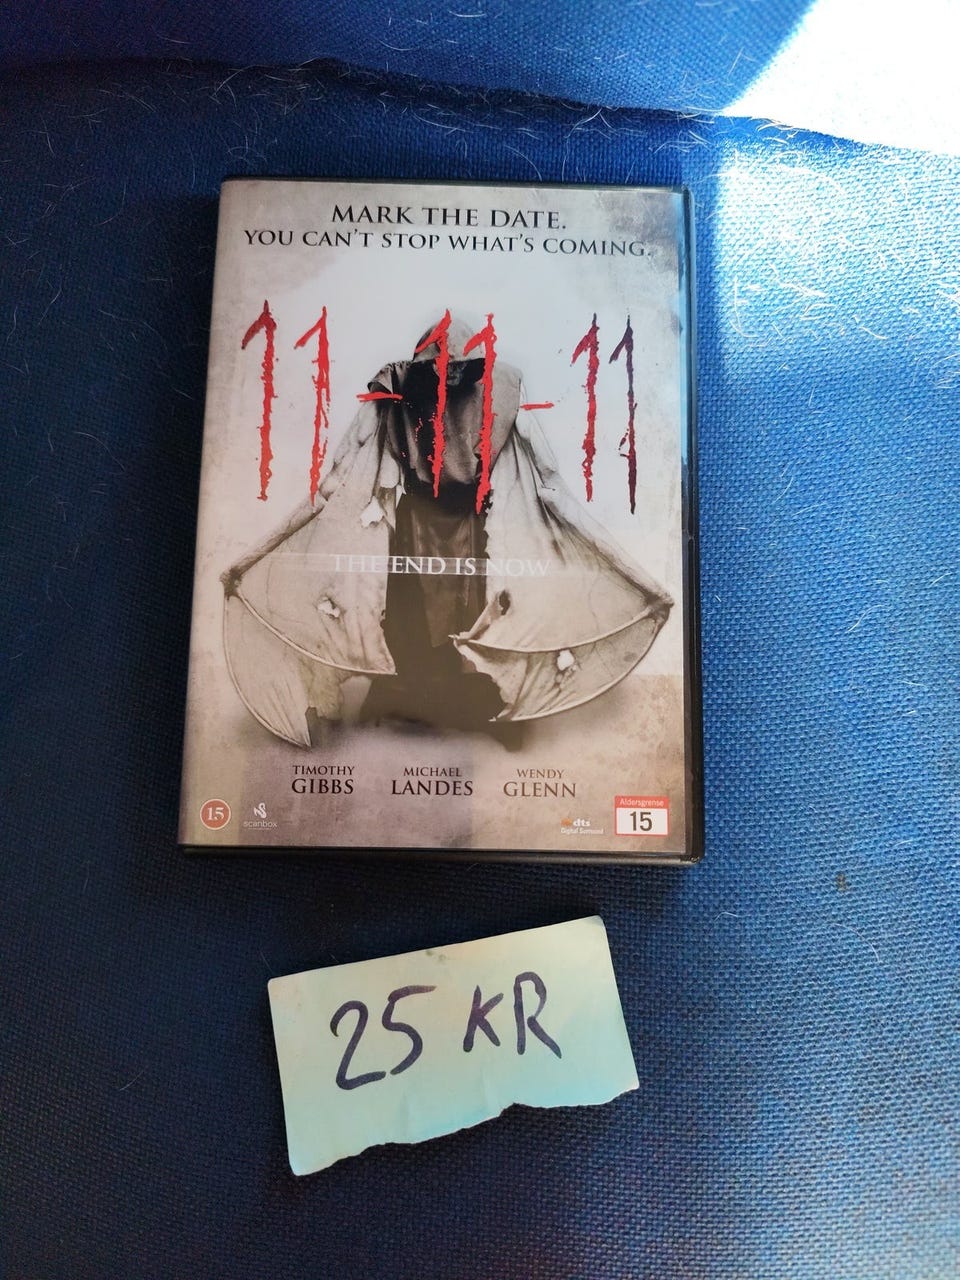 MARK THE DATE.
YOU CAN'T STOP WHAT'S COMING.
11-11-11
THE END IS NOW
TIMOTHY GIBBS
MICHAEL LANDES
WENDY GLENN
15
scanbox
dts
Digital Surround
Aldersgrense
15
25 KR